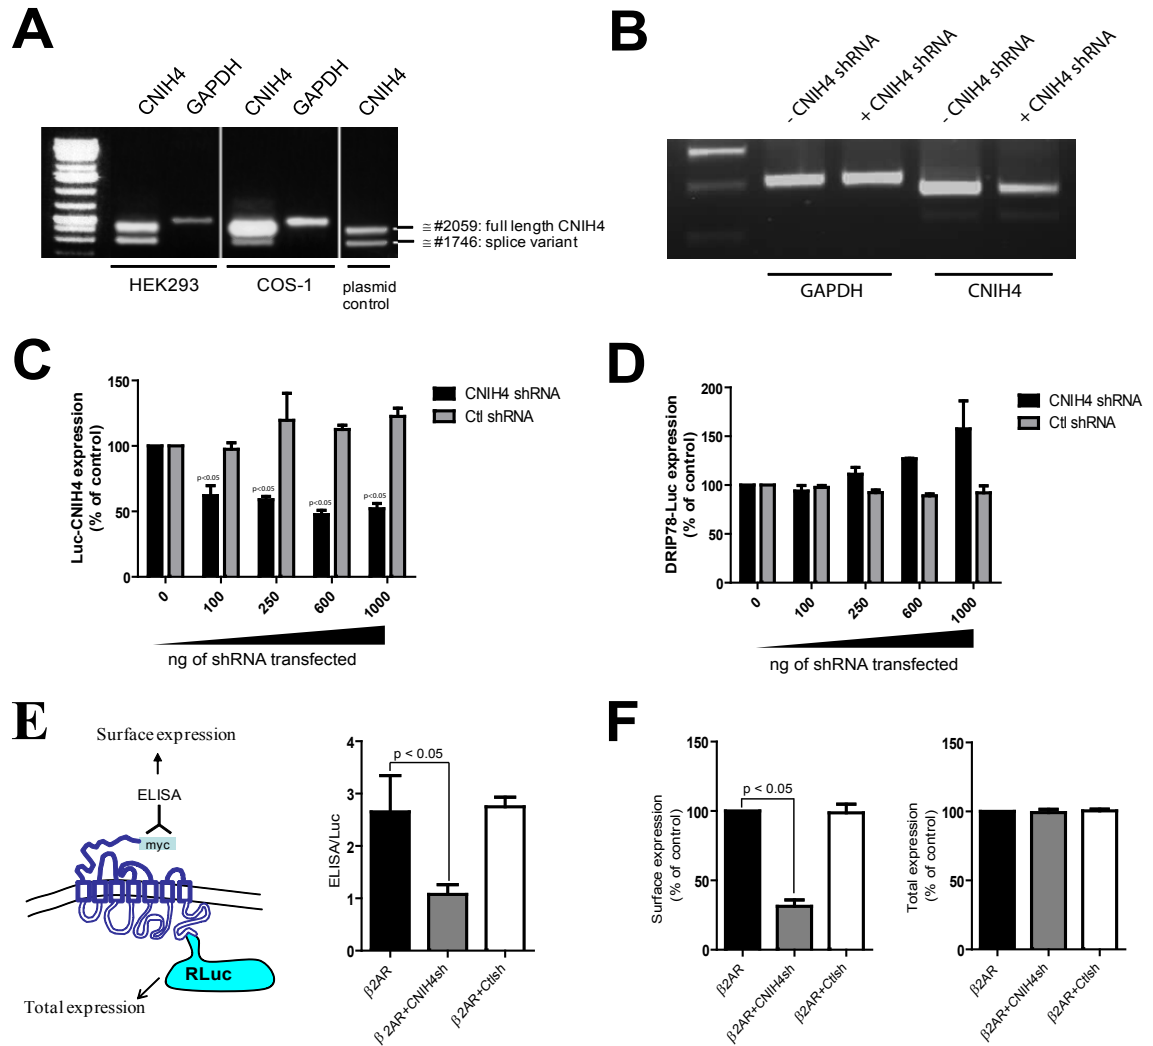 A
CNIH4
GAPDH
CNIH4
GAPDH
CNIH4
≅ #2059: full length CNIH4
≅ #1746: splice variant
HEK293
COS-1
plasmid
control
B
- CNIH4 shRNA
+ CNIH4 shRNA
- CNIH4 shRNA
+ CNIH4 shRNA
GAPDH
CNIH4
C
Luc-CNIH4 expression
(% of control)
150
100
50
0
p<0.05
p<0.05
p<0.05
p<0.05
0
100
250
600
1000
ng of shRNA transfected
CNIH4 shRNA
Ctl shRNA
D
DRIP78-Luc expression
(% of control)
200
150
100
50
0
0
100
250
600
1000
ng of shRNA transfected
CNIH4 shRNA
Ctl shRNA
E
Surface expression
ELISA
myc
RLuc
Total expression
ELISA/Luc
4
3
2
1
0
p < 0.05
β2AR
β 2AR+CNIH4sh
β2AR+Ctlsh
F
Surface expression
(% of control)
150
100
50
0
p < 0.05
β2AR
β2AR+CNIH4sh
β2AR+Ctlsh
Total expression
(% of control)
150
100
50
0
β2AR
β2AR+CNIH4sh
β2AR+Ctlsh